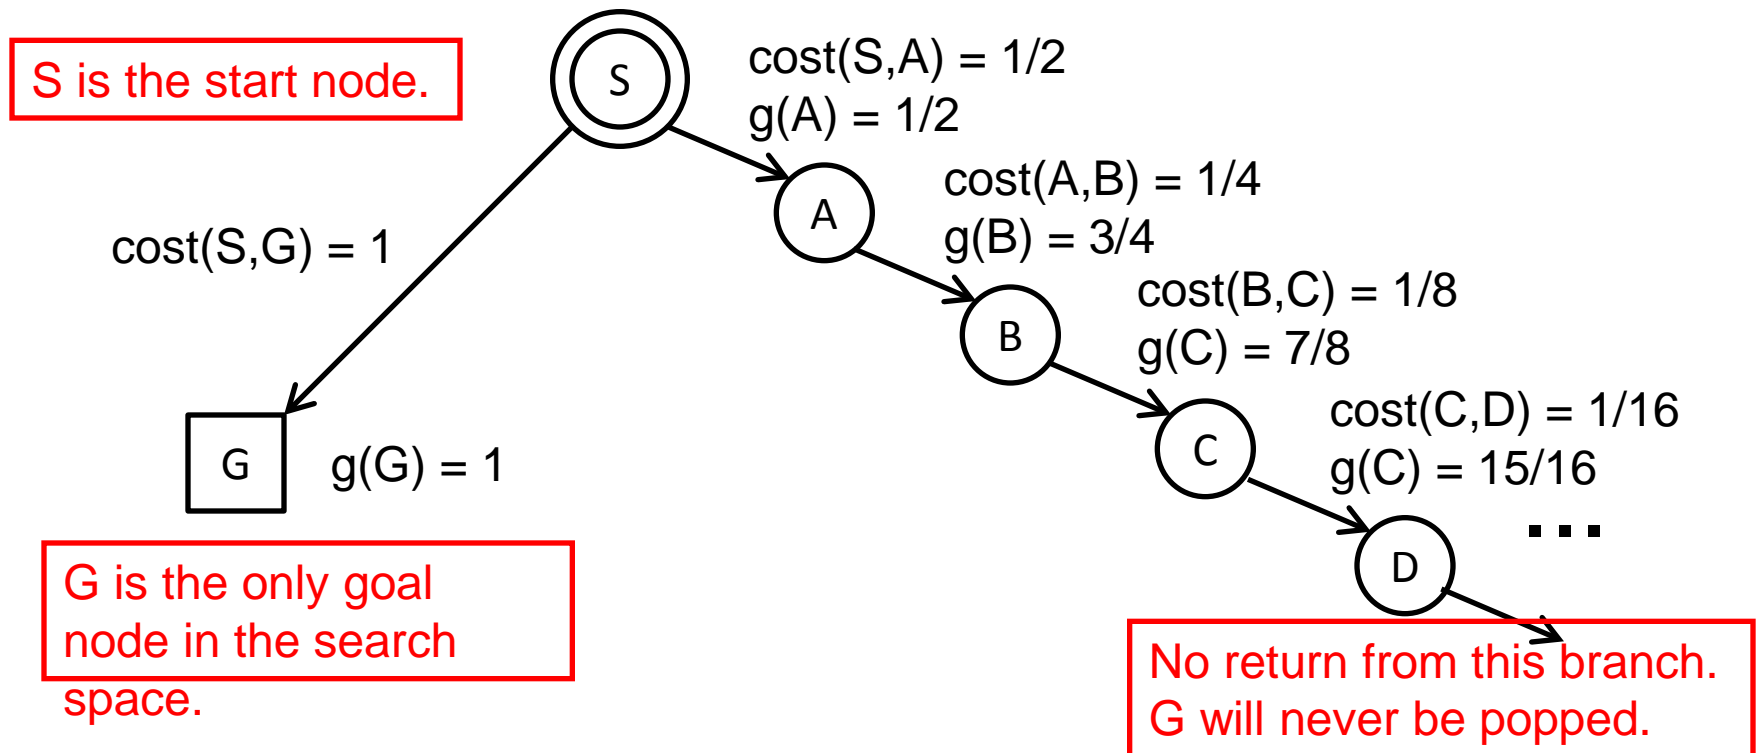 S is the start node.
S
cost(S,A) = 1/2
g(A) = 1/2
A
cost(A,B) = 1/4
g(B) = 3/4
cost(S,G) = 1
B
cost(B,C) = 1/8
g(C) = 7/8
C
cost(C,D) = 1/16
g(C) = 15/16
G
g(G) = 1
D
...
G is the only goal
node in the search
space.
No return from this branch.
G will never be popped.